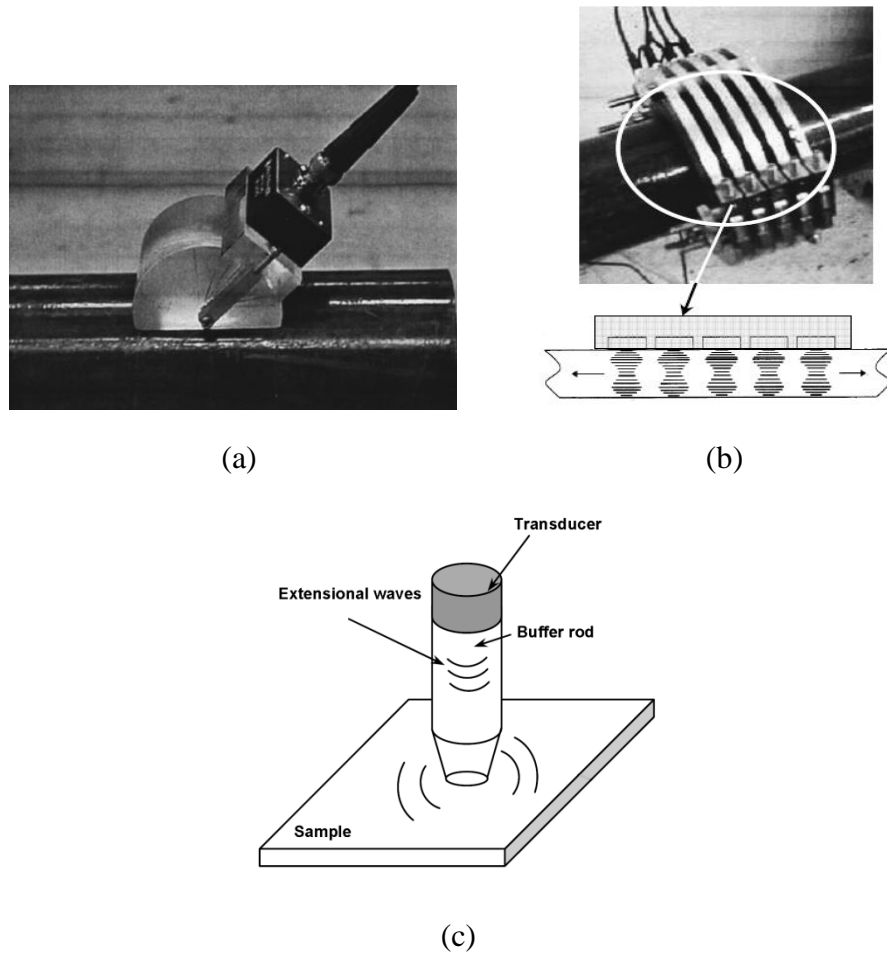 (a)
(b)
Transducer
Extensional waves
Buffer rod
Sample
(c)